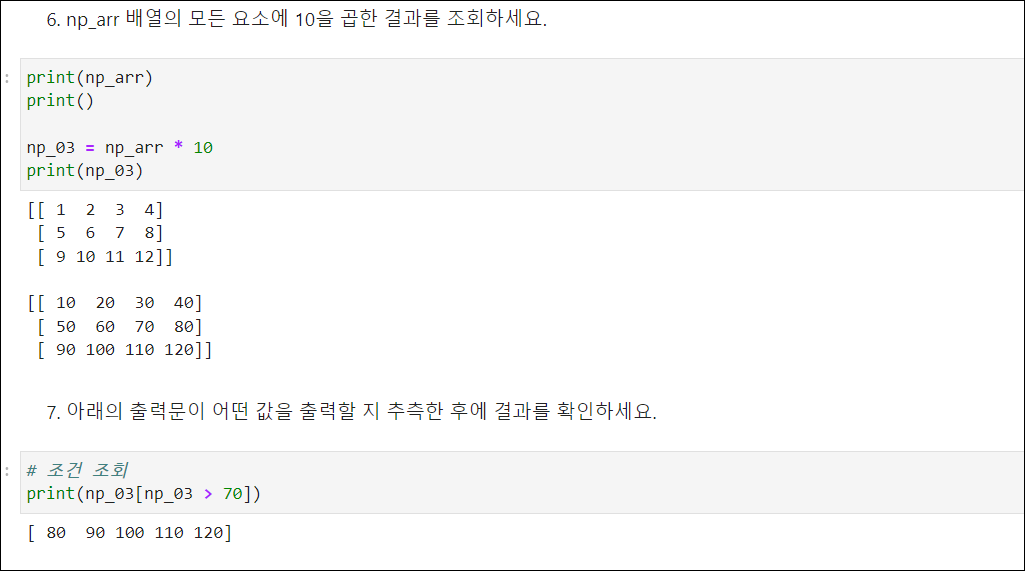 6. np_arr 배열의 모든 요소에 10을 곱한 결과를 조회하세요.
: print(np_arr)
print()
np_03 = np_arr * 10
print(np_03)
[[ 1  2  3  4]
 [ 5  6  7  8]
 [ 9 10 11 12]]
[[ 10  20  30  40]
 [ 50  60  70  80]
 [ 90 100 110 120]]
7. 아래의 출력문이 어떤 값을 출력할 지 추측한 후에 결과를 확인하세요.
: # 조건 조회
print(np_03[np_03 > 70])
[ 80  90 100 110 120]